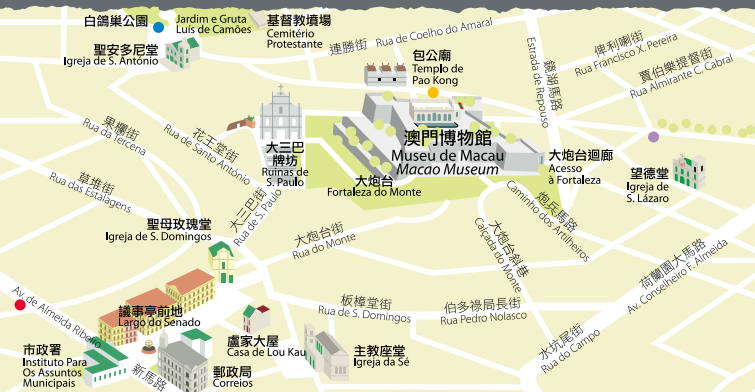 白鴿巢公園
Jardim e Gruta
Luís de Camões
基督教墳場
Cemitério
Protestante
聖安多尼堂
Igreja de S. António
連勝街 Rua de Coelho do Amaral
包公廟
Templo de
Pao Kong
鏡湖馬路
Estrada de Repouso
俾利喇街
Rua Francisco X. Pereira
賈伯樂提督街
Rua Almirante C. Cabral
果欄街
Rua da Tercena
花王堂街
Rua de Santo António
大三巴
牌坊
Ruinas de
S. Paulo
澳門博物館
Museu de Macau
Macao Museum
大炮台
Fortaleza do Monte
大炮台迴廊
Acesso
à Fortaleza
望德堂
Igreja de
S. Lázaro
草堆街
Rua das Estalagens
大三巴街
Rua de S. Paulo
聖母玫瑰堂
Igreja de S. Domingos
大炮台街
Rua do Monte
大炮台斜巷
Calçada do Monte
炮兵馬路
Caminho dos Artilheiros
荷蘭園大馬路
Av. Conselheiro F. Almeida
Av. de Almeida Ribeiro
新馬路
議事亭前地
Largo do Senado
板樟堂街
Rua de S. Domingos
伯多祿局長街
Rua Pedro Nolasco
水坑尾街
Rua do Campo
盧家大屋
Casa de Lou Kau
主教座堂
Igreja da Sé
市政署
Instituto Para
Os Assuntos
Municipais
郵政局
Correios